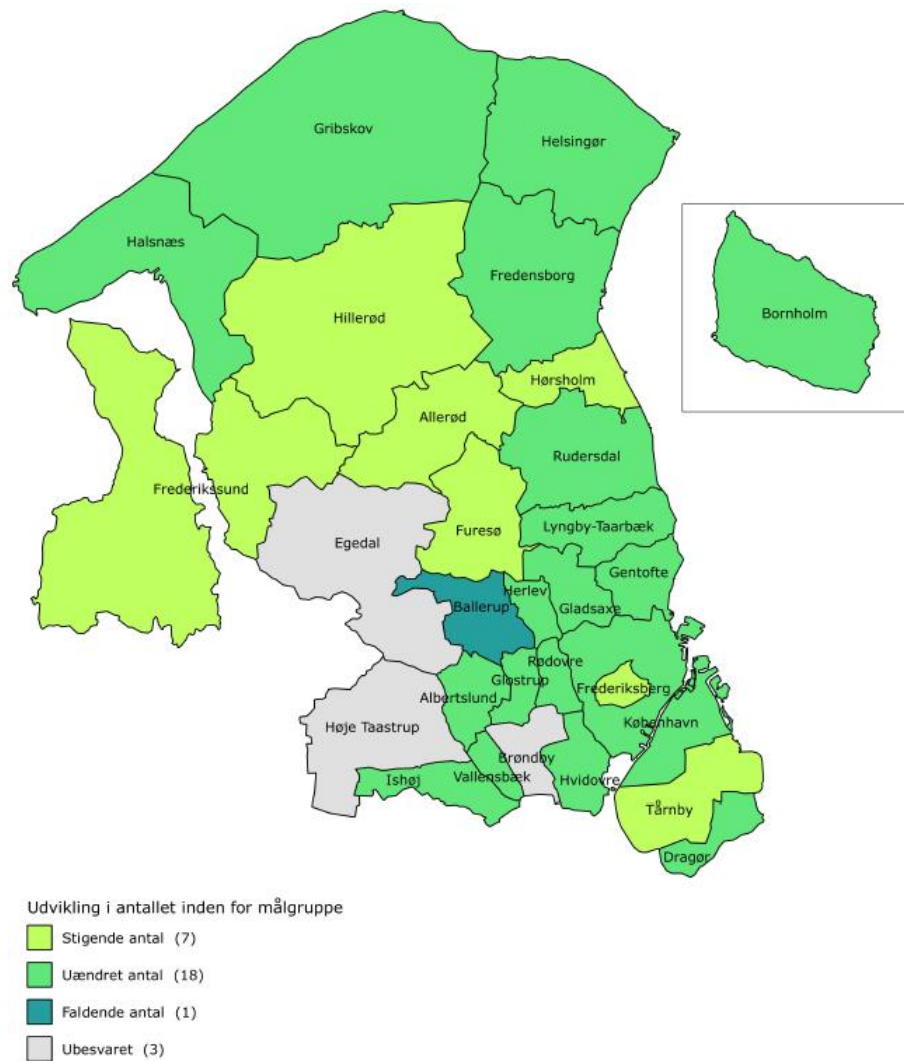 Gribskov
Helsingør
Halsnæs
Fredensborg
Bornholm
Hillerød
Hørsholm
Allerød
Rudersdal
Frederikssund
Furesø
Lyngby-Taarbæk
Egedal
Gentofte
Herlev
Ballerup
Gladsaxe
Rødovre
Glostrup
Frederiksberg
Albertslund
Høje Taastrup
København
Brøndby
Vallensbæk
Ishøj
Hvidovre
Tårnby
Dragør
Udvikling i antallet inden for målgruppe
Stigende antal (7)
Uændret antal (18)
Faldende antal (1)
Ubesvaret (3)